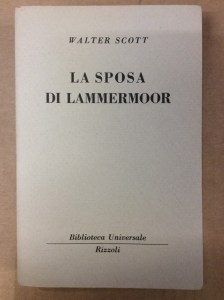 WALTER SCOTT
LA SPOSA
DI LAMMERMOOR
Biblioteca Universale
Rizzoli